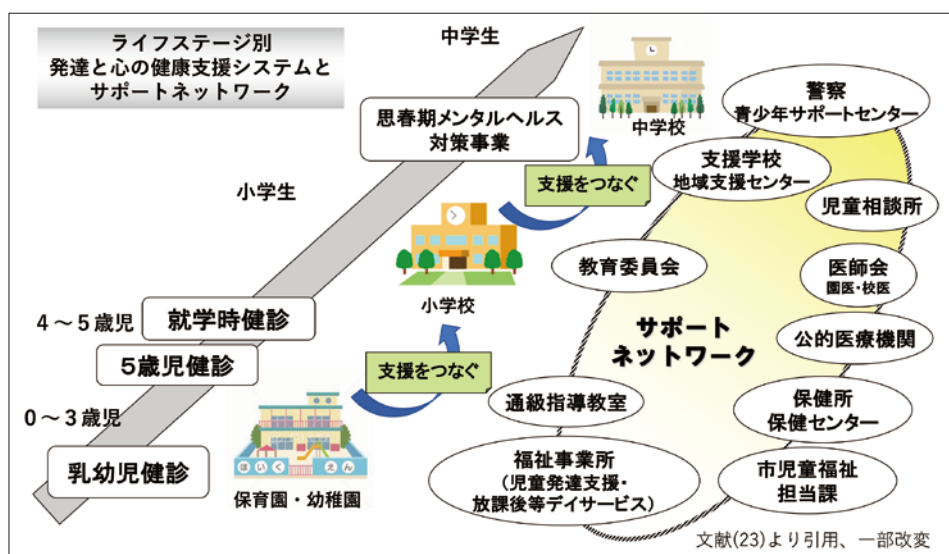 ライフステージ別
発達と心の健康支援システムと
サポートネットワーク
中学生
思春期メンタルヘルス
対策事業
小学生
4～5歳児
就学時健診
5歳児健診
0～3歳児
乳幼児健診
中学校
支援をつなぐ
小学校
支援をつなぐ
ほいくえん
保育園・幼稚園
警察
青少年サポートセンター
支援学校
地域支援センター
児童相談所
教育委員会
医師会
園医・校医
サポート
ネットワーク
公的医療機関
通級指導教室
保健所
保健センター
福祉事業所
(児童発達支援・
放課後等デイサービス)
市児童福祉
担当課
文献(23)より引用、一部改変